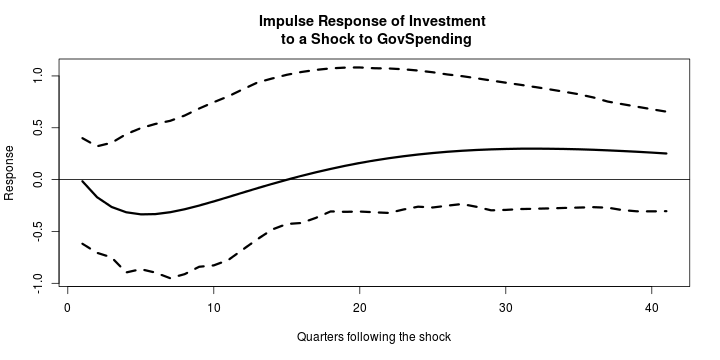 Impulse Response of Investment
to a Shock to GovSpending
1.0
0.5
0.0
-0.5
-1.0
Response
0
10
20
30
40
Quarters following the shock